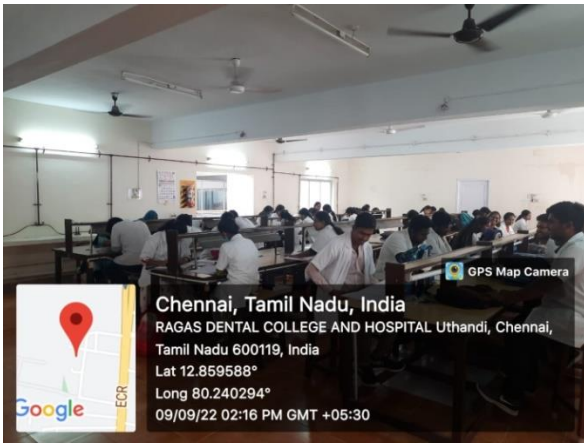 GPS Map Camera
Chennai, Tamil Nadu, India
RAGAS DENTAL COLLEGE AND HOSPITAL Uthandi, Chennai,
Tamil Nadu 600119, India
Lat 12.859588°
Long 80.240294°
09/09/22 02:16 PM GMT +05:30
Google
ECR